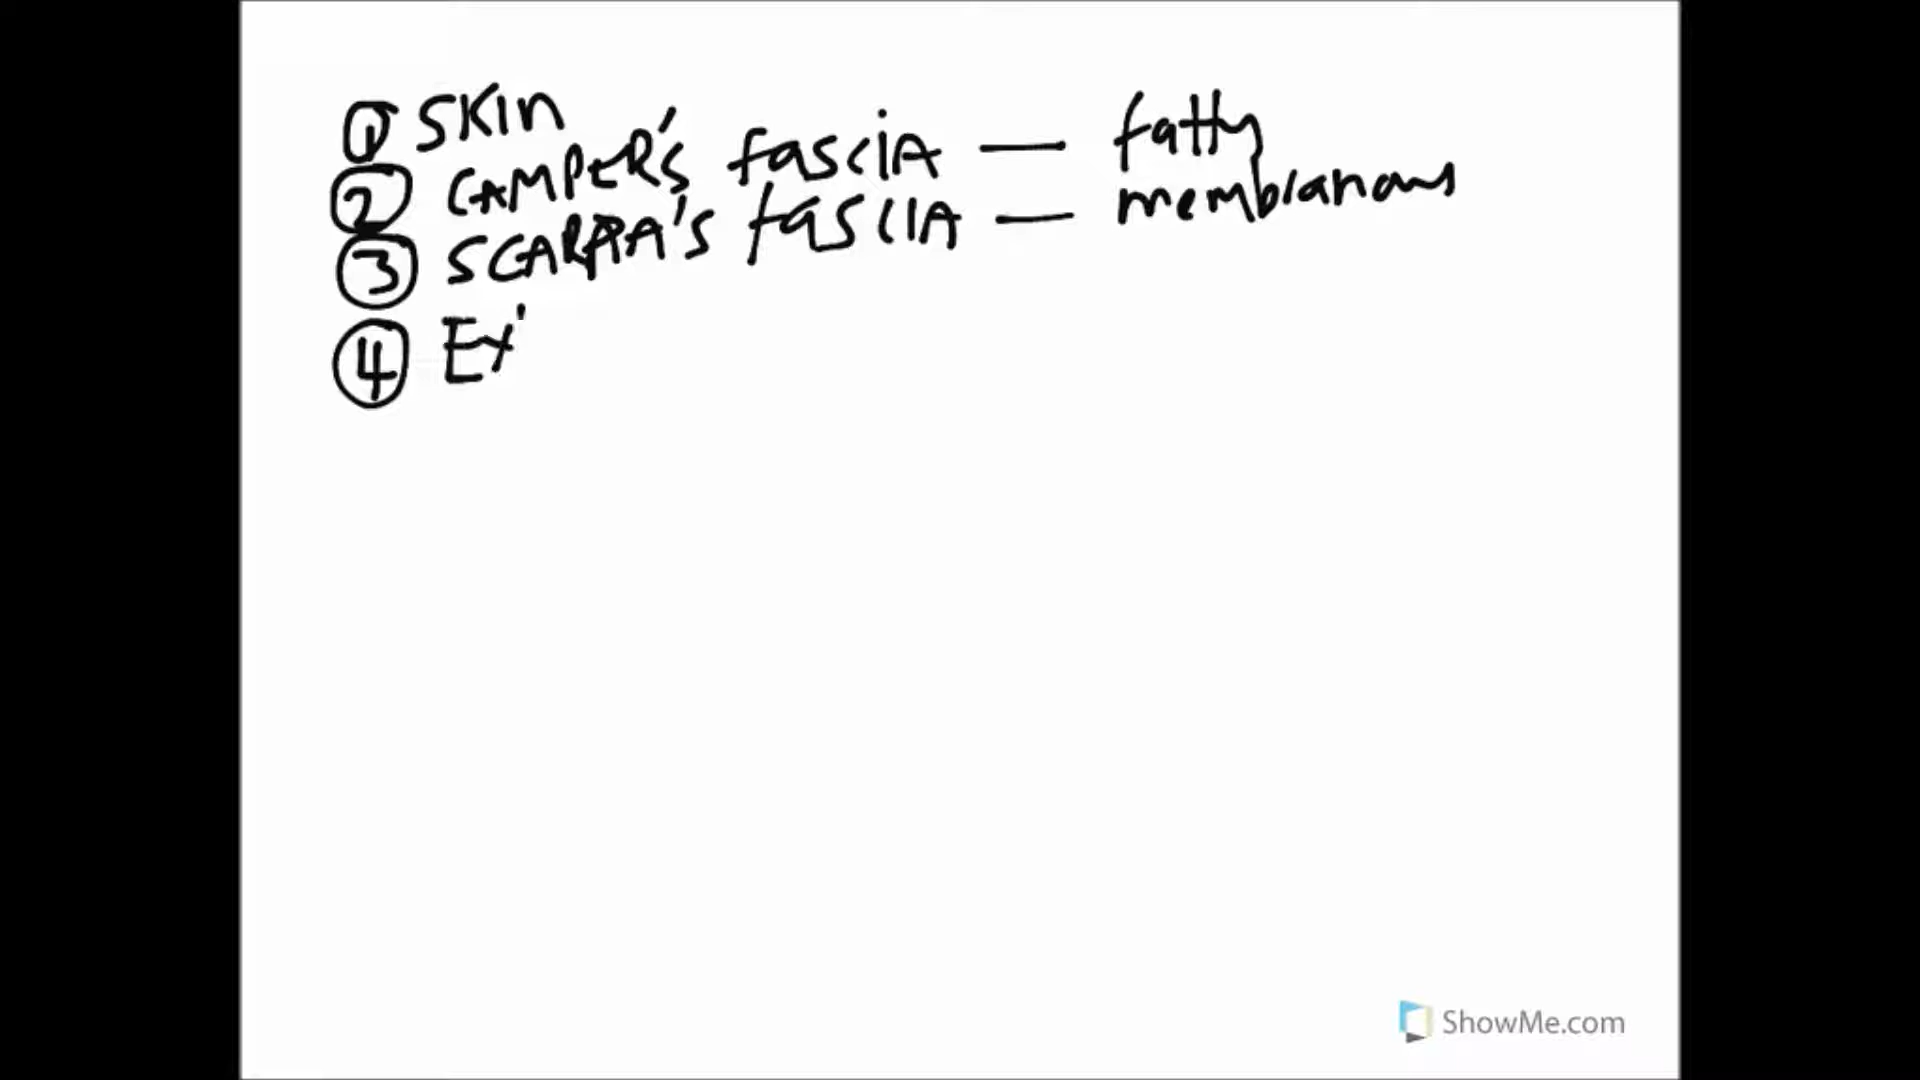 ① SKIN
② CAMPER'S fascia — fatty
③ SCARPA'S fascia — membranous
④ Ex'
ShowMe.com